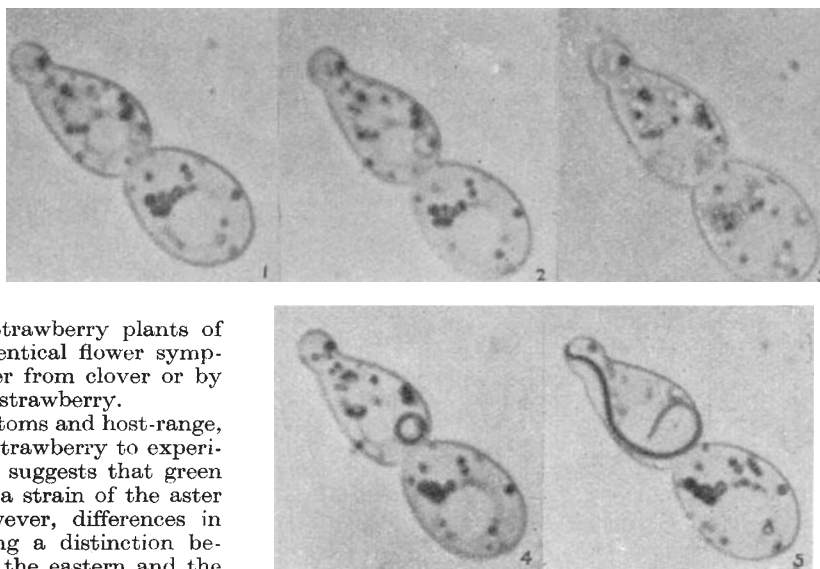 1
2
strawberry plants of
entical flower symp-
er from clover or by
strawberry.
toms and host-range,
trawberry to experi-
suggests that green
a strain of the aster
vever, differences in
ng a distinction be-
the eastern and the
4
5